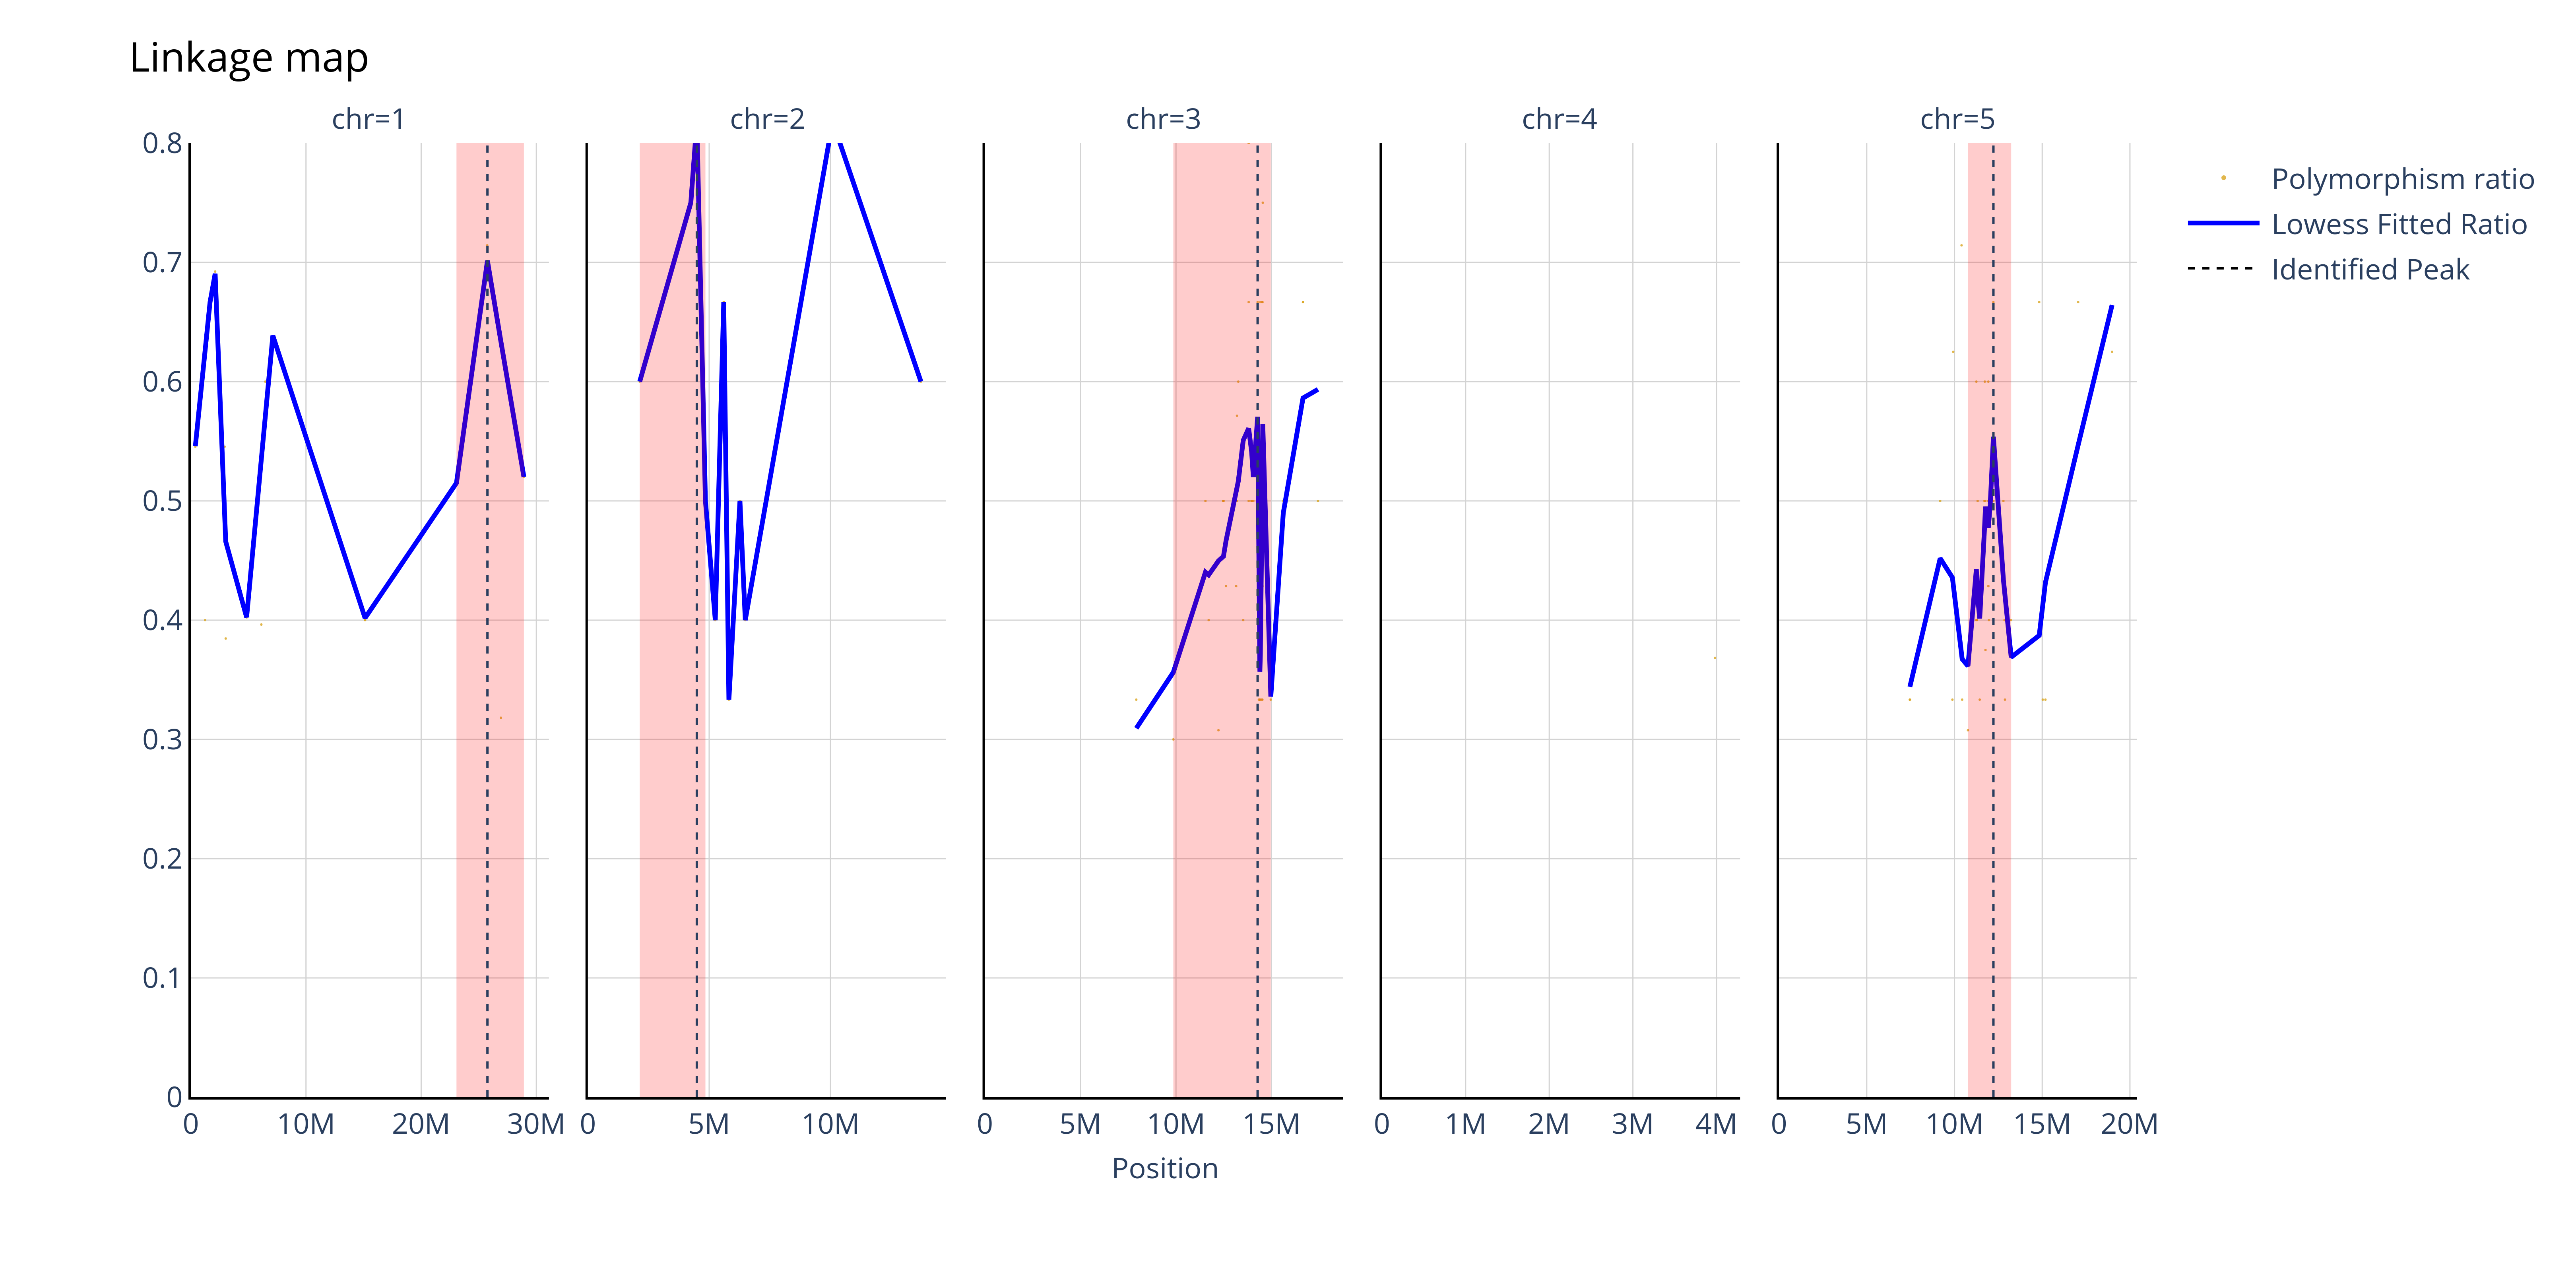 Linkage map
chr=1 chr=2 chr=3 chr=4 chr=5
0.8
0.7
0.6
0.5
0.4
0.3
0.2
0.1
0
0 10M 20M 30M 0 5M 10M 0 5M 10M 15M 0 1M 2M 3M 4M 0 5M 10M 15M 20M
Position
Polymorphism ratio
Lowess Fitted Ratio
Identified Peak